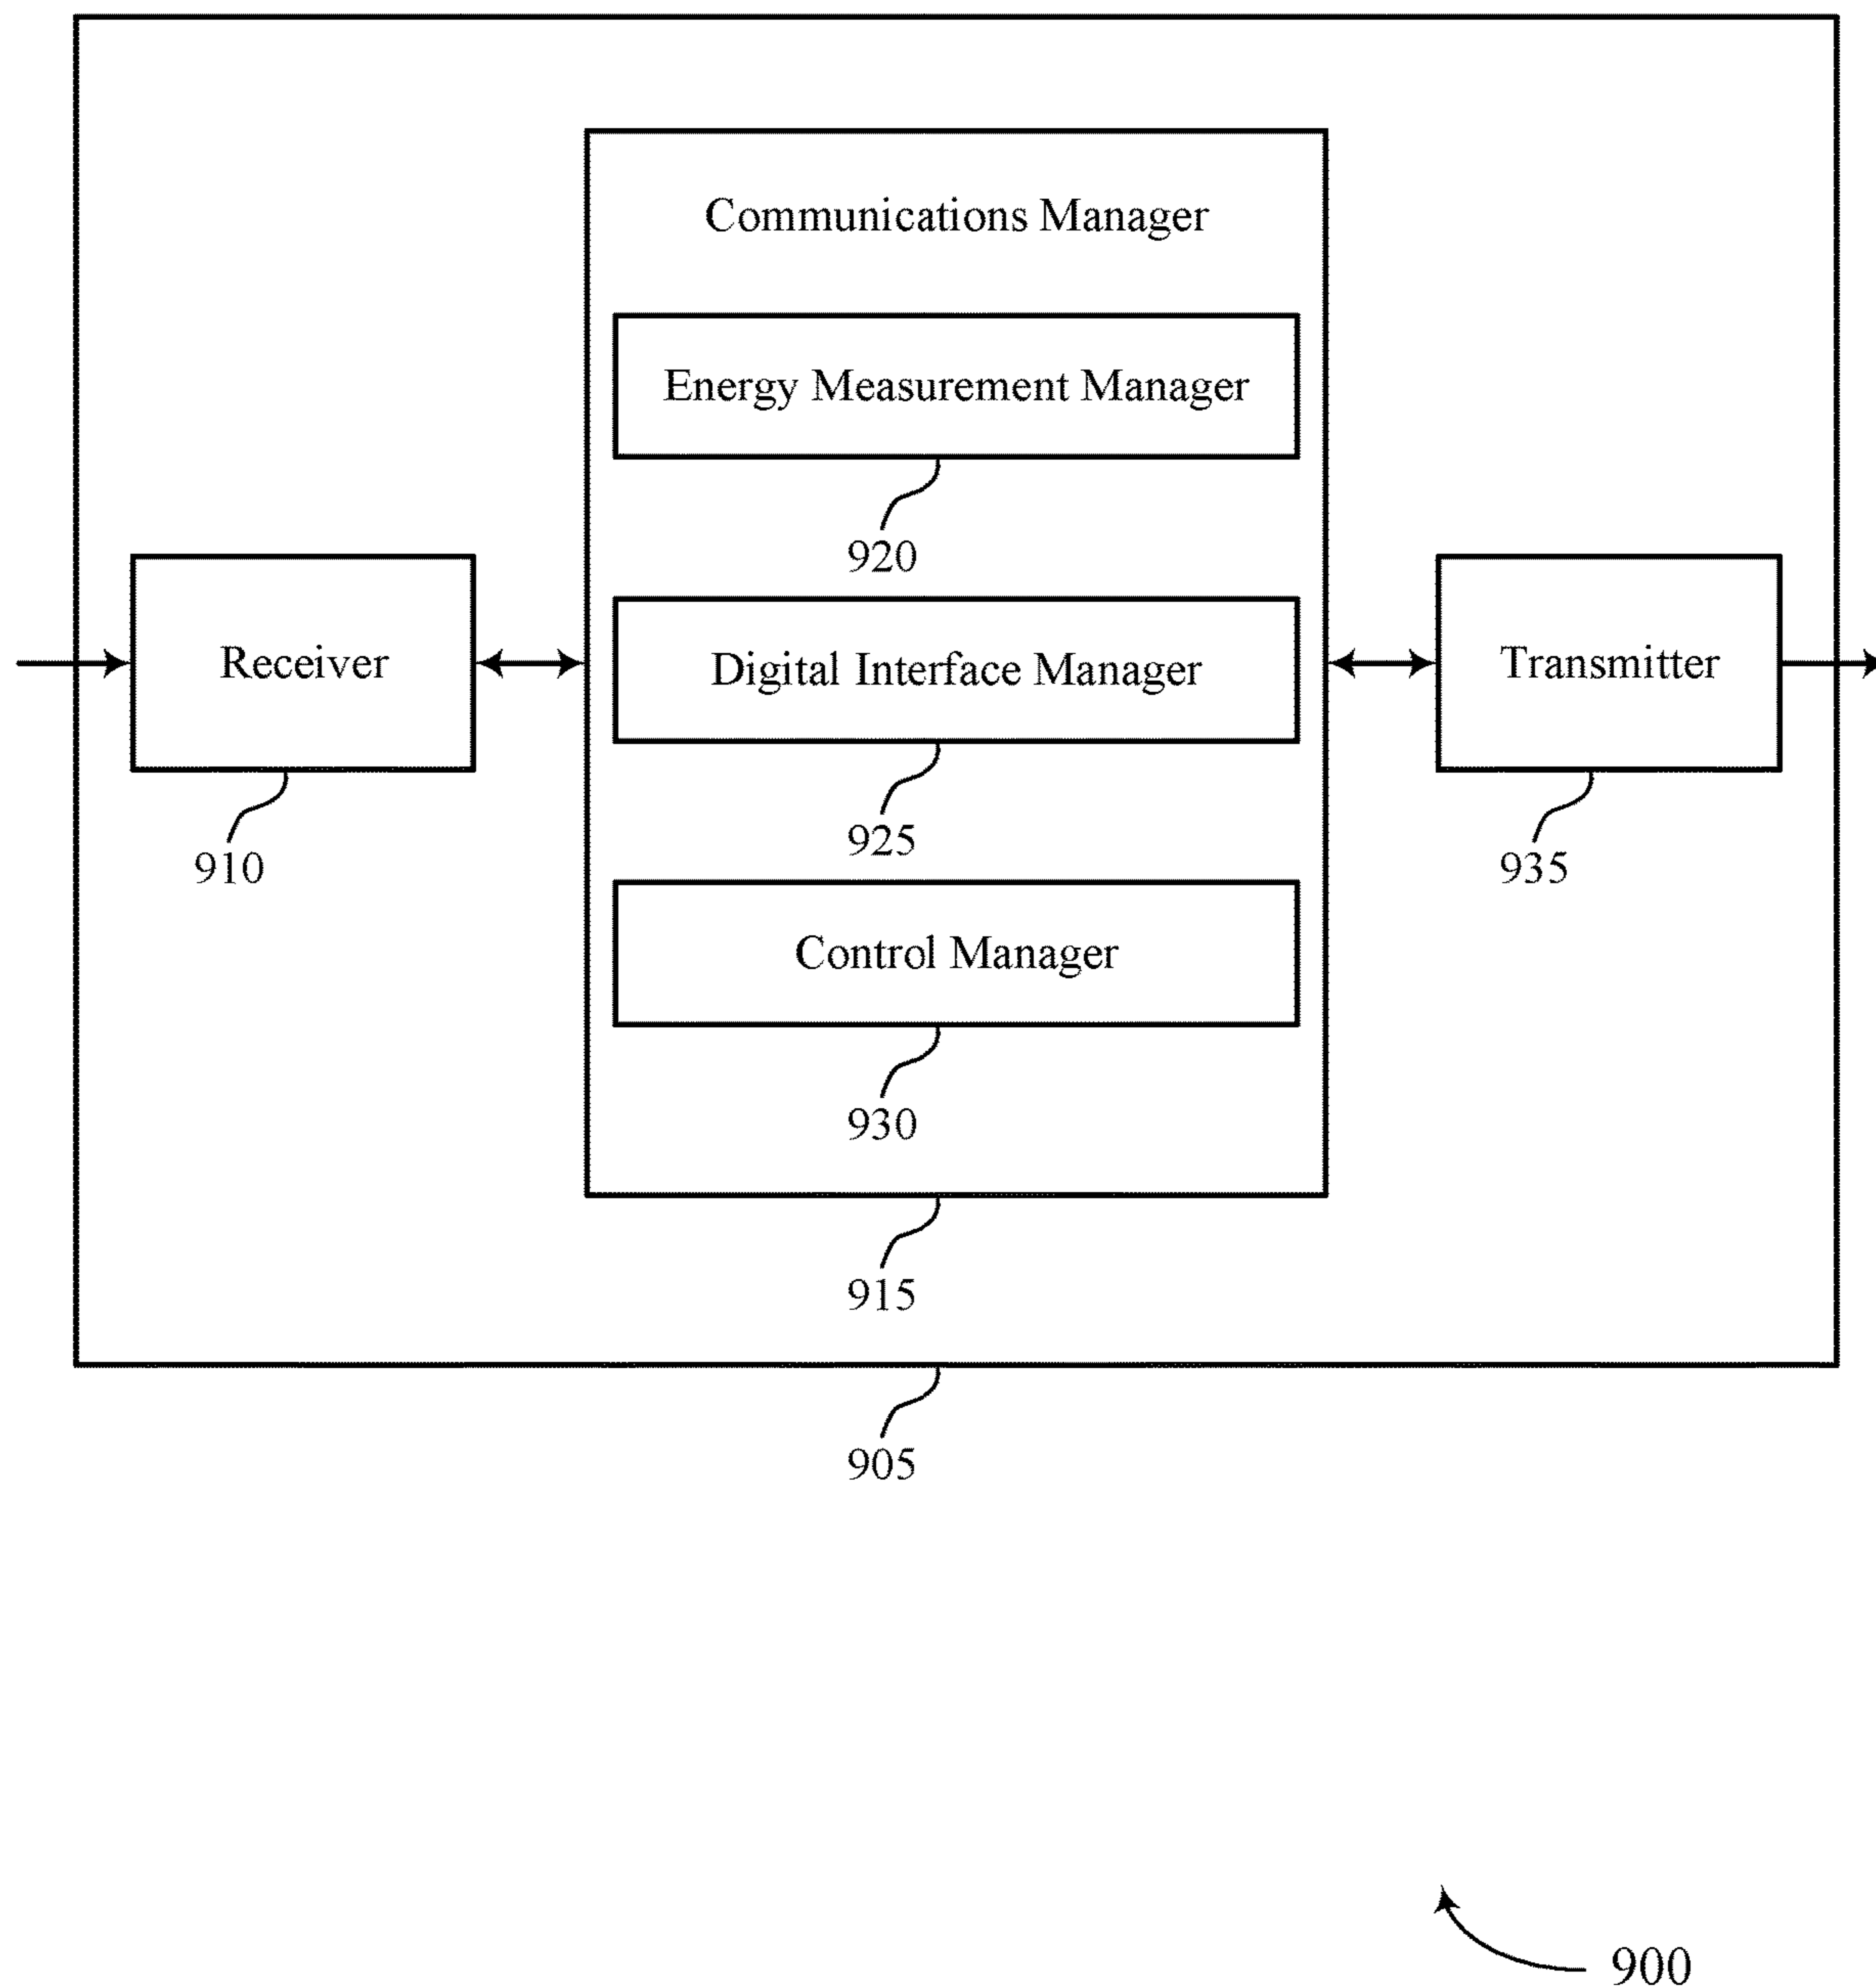 Communications Manager
Energy Measurement Manager
920
Receiver
Digital Interface Manager
Transmitter
910
925
935
Control Manager
930
915
905
900